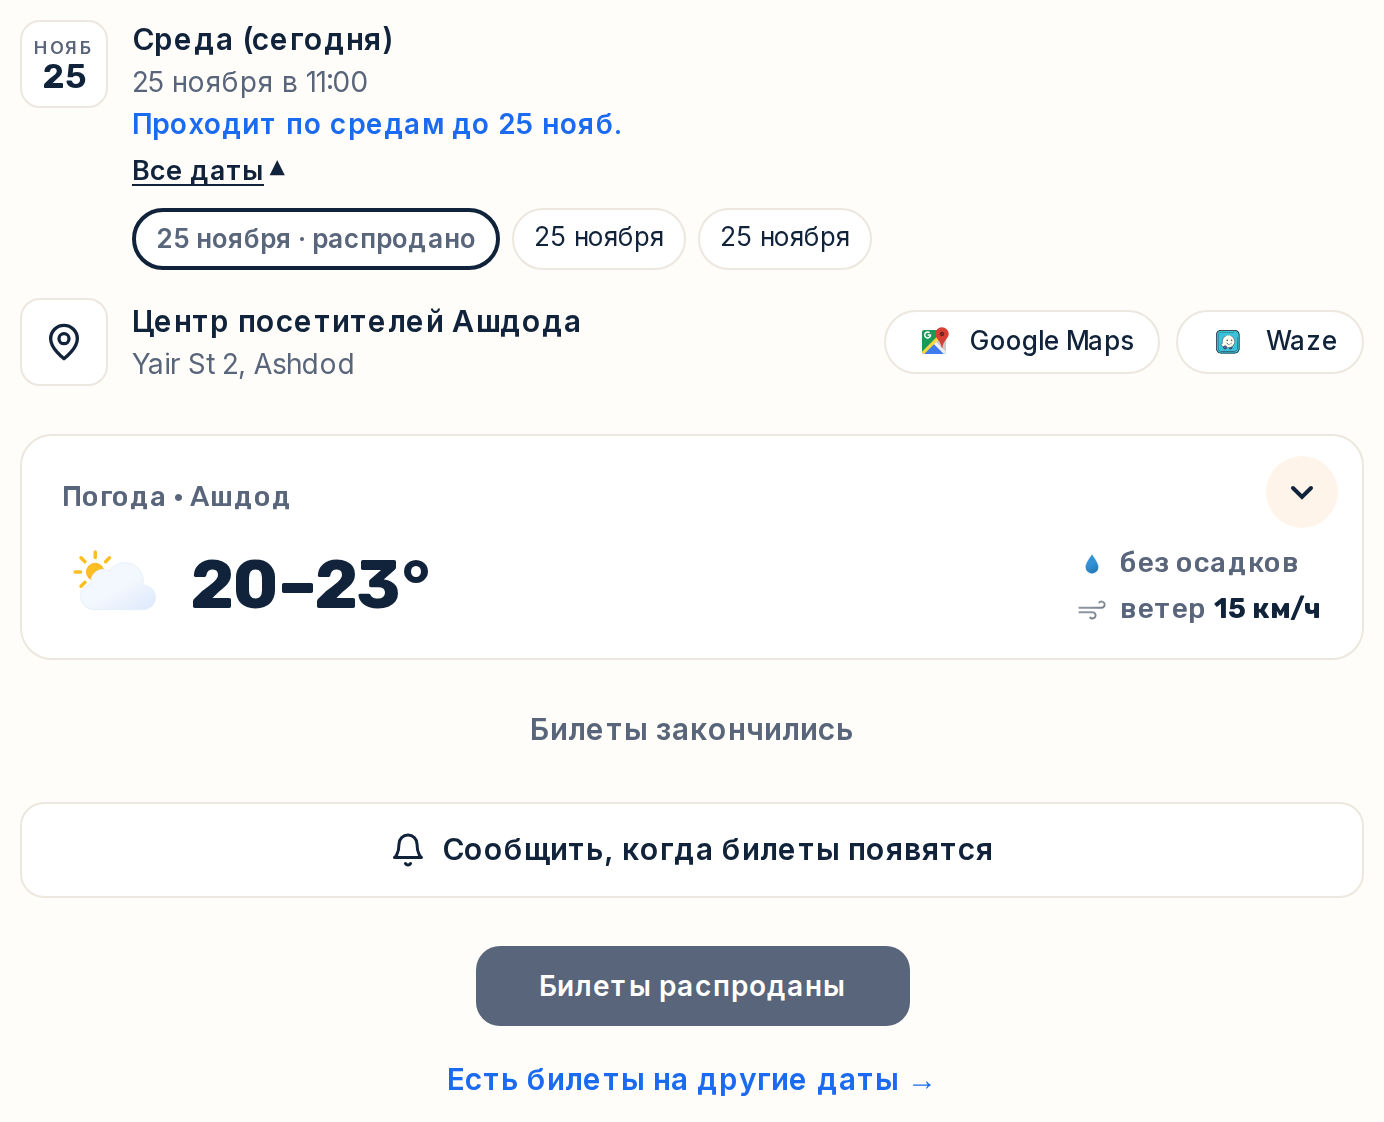 НОЯБ
25
Среда (сегодня)
25 ноября в 11:00
Проходит по средам до 25 нояб.
Все даты ▲
25 ноября · распродано
25 ноября
25 ноября
Центр посетителей Ашдода
Yair St 2, Ashdod
Google Maps
Waze
Погода • Ашдод
20–23°
без осадков
ветер 15 км/ч
Билеты закончились
Сообщить, когда билеты появятся
Билеты распроданы
Есть билеты на другие даты →